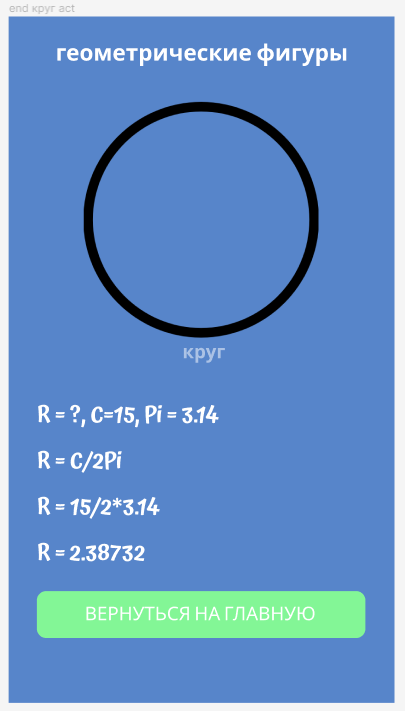 end круг act
геометрические фигуры
круг
R = ?, C=15, Pi = 3.14
R = C/2Pi
R = 15/2*3.14
R = 2.38732
ВЕРНУТЬСЯ НА ГЛАВНУЮ